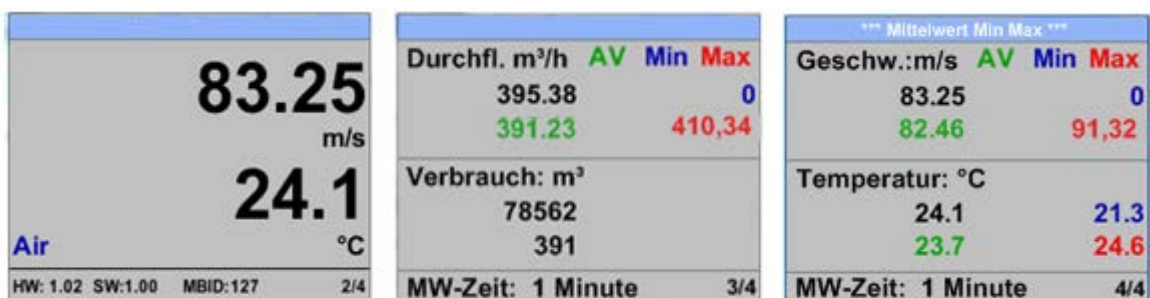 83.25
m/s
24.1
Air °C
HW: 1.02 SW:1.00 MBID:127 2/4
Durchfl. m³/h AV Min Max
395.38 0
391.23 410,34
Verbrauch: m³
78562
391
MW-Zeit: 1 Minute 3/4
*** Mittelwert Min Max ***
Geschw.:m/s AV Min Max
83.25 0
82.46 91,32
Temperatur: °C
24.1 21.3
23.7 24.6
MW-Zeit: 1 Minute 4/4